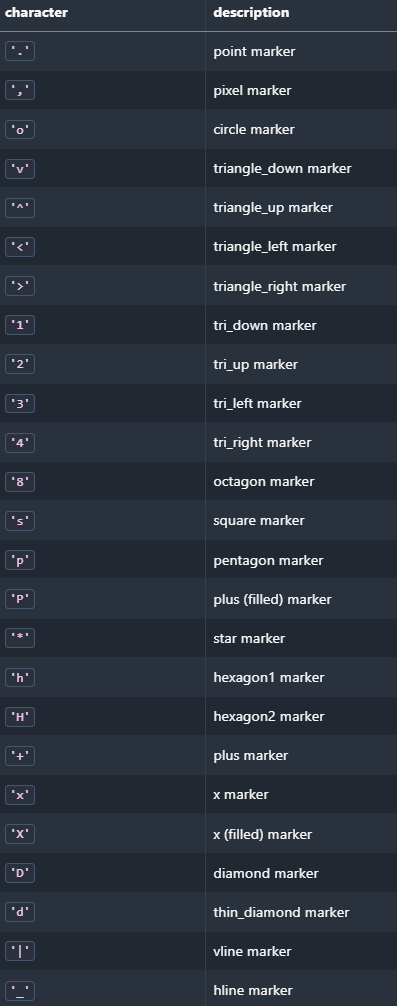 character description
'.' point marker
',' pixel marker
'o' circle marker
'v' triangle_down marker
'^' triangle_up marker
'<' triangle_left marker
'>' triangle_right marker
'1' tri_down marker
'2' tri_up marker
'3' tri_left marker
'4' tri_right marker
'8' octagon marker
's' square marker
'p' pentagon marker
'P' plus (filled) marker
'*' star marker
'h' hexagon1 marker
'H' hexagon2 marker
'+' plus marker
'x' x marker
'X' x (filled) marker
'D' diamond marker
'd' thin_diamond marker
'|' vline marker
'_' hline marker